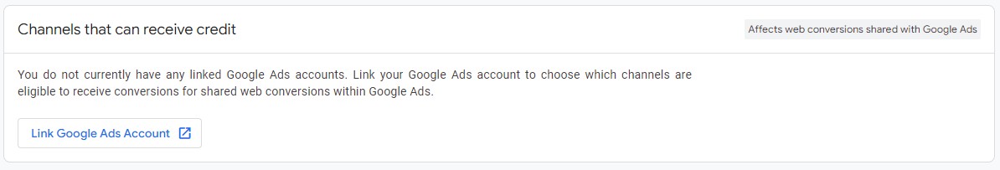 Channels that can receive credit
Affects web conversions shared with Google Ads
You do not currently have any linked Google Ads accounts. Link your Google Ads account to choose which channels are
eligible to receive conversions for shared web conversions within Google Ads.
Link Google Ads Account